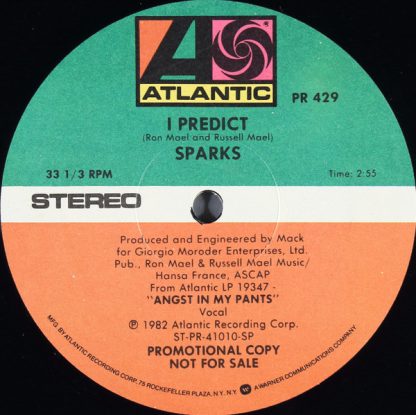 ATLANTIC
PR 429
I PREDICT
(Ron Mael and Russell Mael)
SPARKS
33 1/3 RPM
Time: 2:55
STEREO
Produced and Engineered by Mack
for Giorgio Moroder Enterprises, Ltd.
Pub., Ron Mael & Russell Mael Music/
Hansa France, ASCAP
From Atlantic LP 19347 -
"ANGST IN MY PANTS"
Vocal
℗ 1982 Atlantic Recording Corp.
ST-PR-41010-SP
PROMOTIONAL COPY
NOT FOR SALE
MFG. BY ATLANTIC RECORDING CORP., 75 ROCKEFELLER PLAZA, N.Y., N.Y. W A WARNER COMMUNICATIONS COMPANY